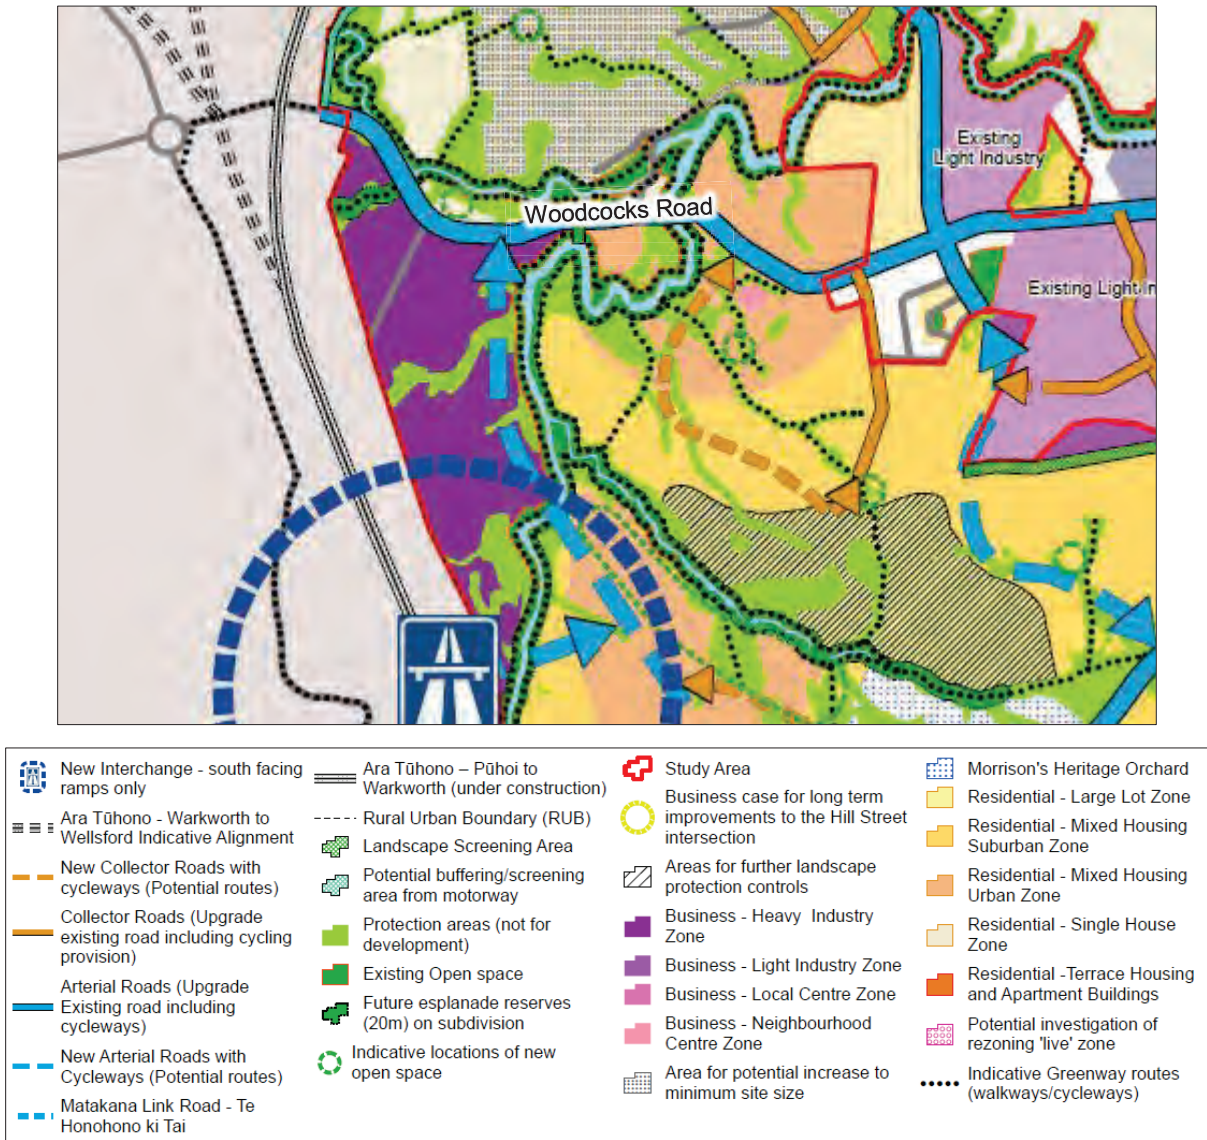 Existing
Light Industry
Woodcocks Road
Existing Light In
New Interchange - south facing
ramps only
Ara Tūhono - Warkworth to
Wellsford Indicative Alignment
New Collector Roads with
cycleways (Potential routes)
Collector Roads (Upgrade
existing road including cycling
provision)
Arterial Roads (Upgrade
Existing road including
cycleways)
New Arterial Roads with
Cycleways (Potential routes)
Matakana Link Road - Te
Honohono ki Tai
Ara Tūhono – Pūhoi to
Warkworth (under construction)
Rural Urban Boundary (RUB)
Landscape Screening Area
Potential buffering/screening
area from motorway
Protection areas (not for
development)
Existing Open space
Future esplanade reserves
(20m) on subdivision
Indicative locations of new
open space
Study Area
Business case for long term
improvements to the Hill Street
intersection
Areas for further landscape
protection controls
Business - Heavy Industry
Zone
Business - Light Industry Zone
Business - Local Centre Zone
Business - Neighbourhood
Centre Zone
Area for potential increase to
minimum site size
Morrison's Heritage Orchard
Residential - Large Lot Zone
Residential - Mixed Housing
Suburban Zone
Residential - Mixed Housing
Urban Zone
Residential - Single House
Zone
Residential -Terrace Housing
and Apartment Buildings
Potential investigation of
rezoning 'live' zone
Indicative Greenway routes
(walkways/cycleways)